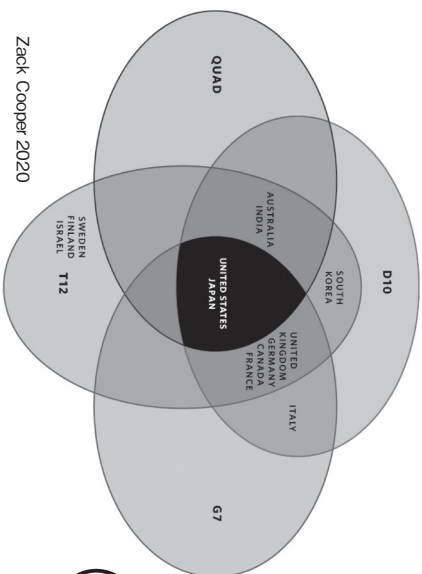 QUAD
D10
AUSTRALIA
INDIA
SOUTH
KOREA
SWEDEN
FINLAND
ISRAEL
T12
UNITED STATES
JAPAN
UNITED
KINGDOM
GERMANY
CANADA
FRANCE
ITALY
G7
Zack Cooper 2020